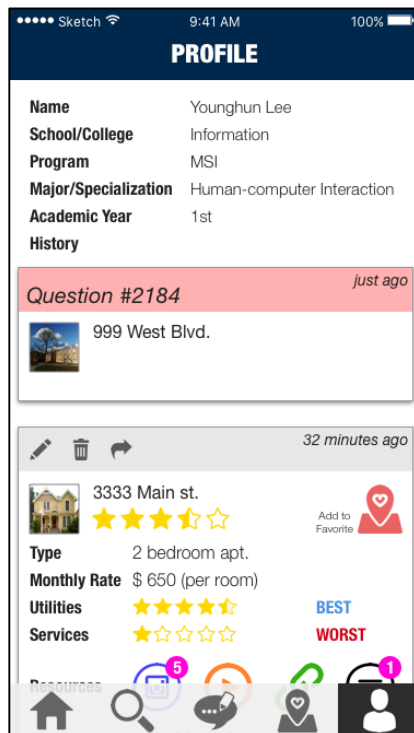 Sketch 9:41 AM 100%
PROFILE
Name Younghun Lee
School/College Information
Program MSI
Major/Specialization Human-computer Interaction
Academic Year 1st
History
just ago
Question #2184
999 West Blvd.
32 minutes ago
3333 Main st.
Add to
Favorite
Type 2 bedroom apt.
Monthly Rate $ 650 (per room)
Utilities BEST
Services WORST
5 1
Resources